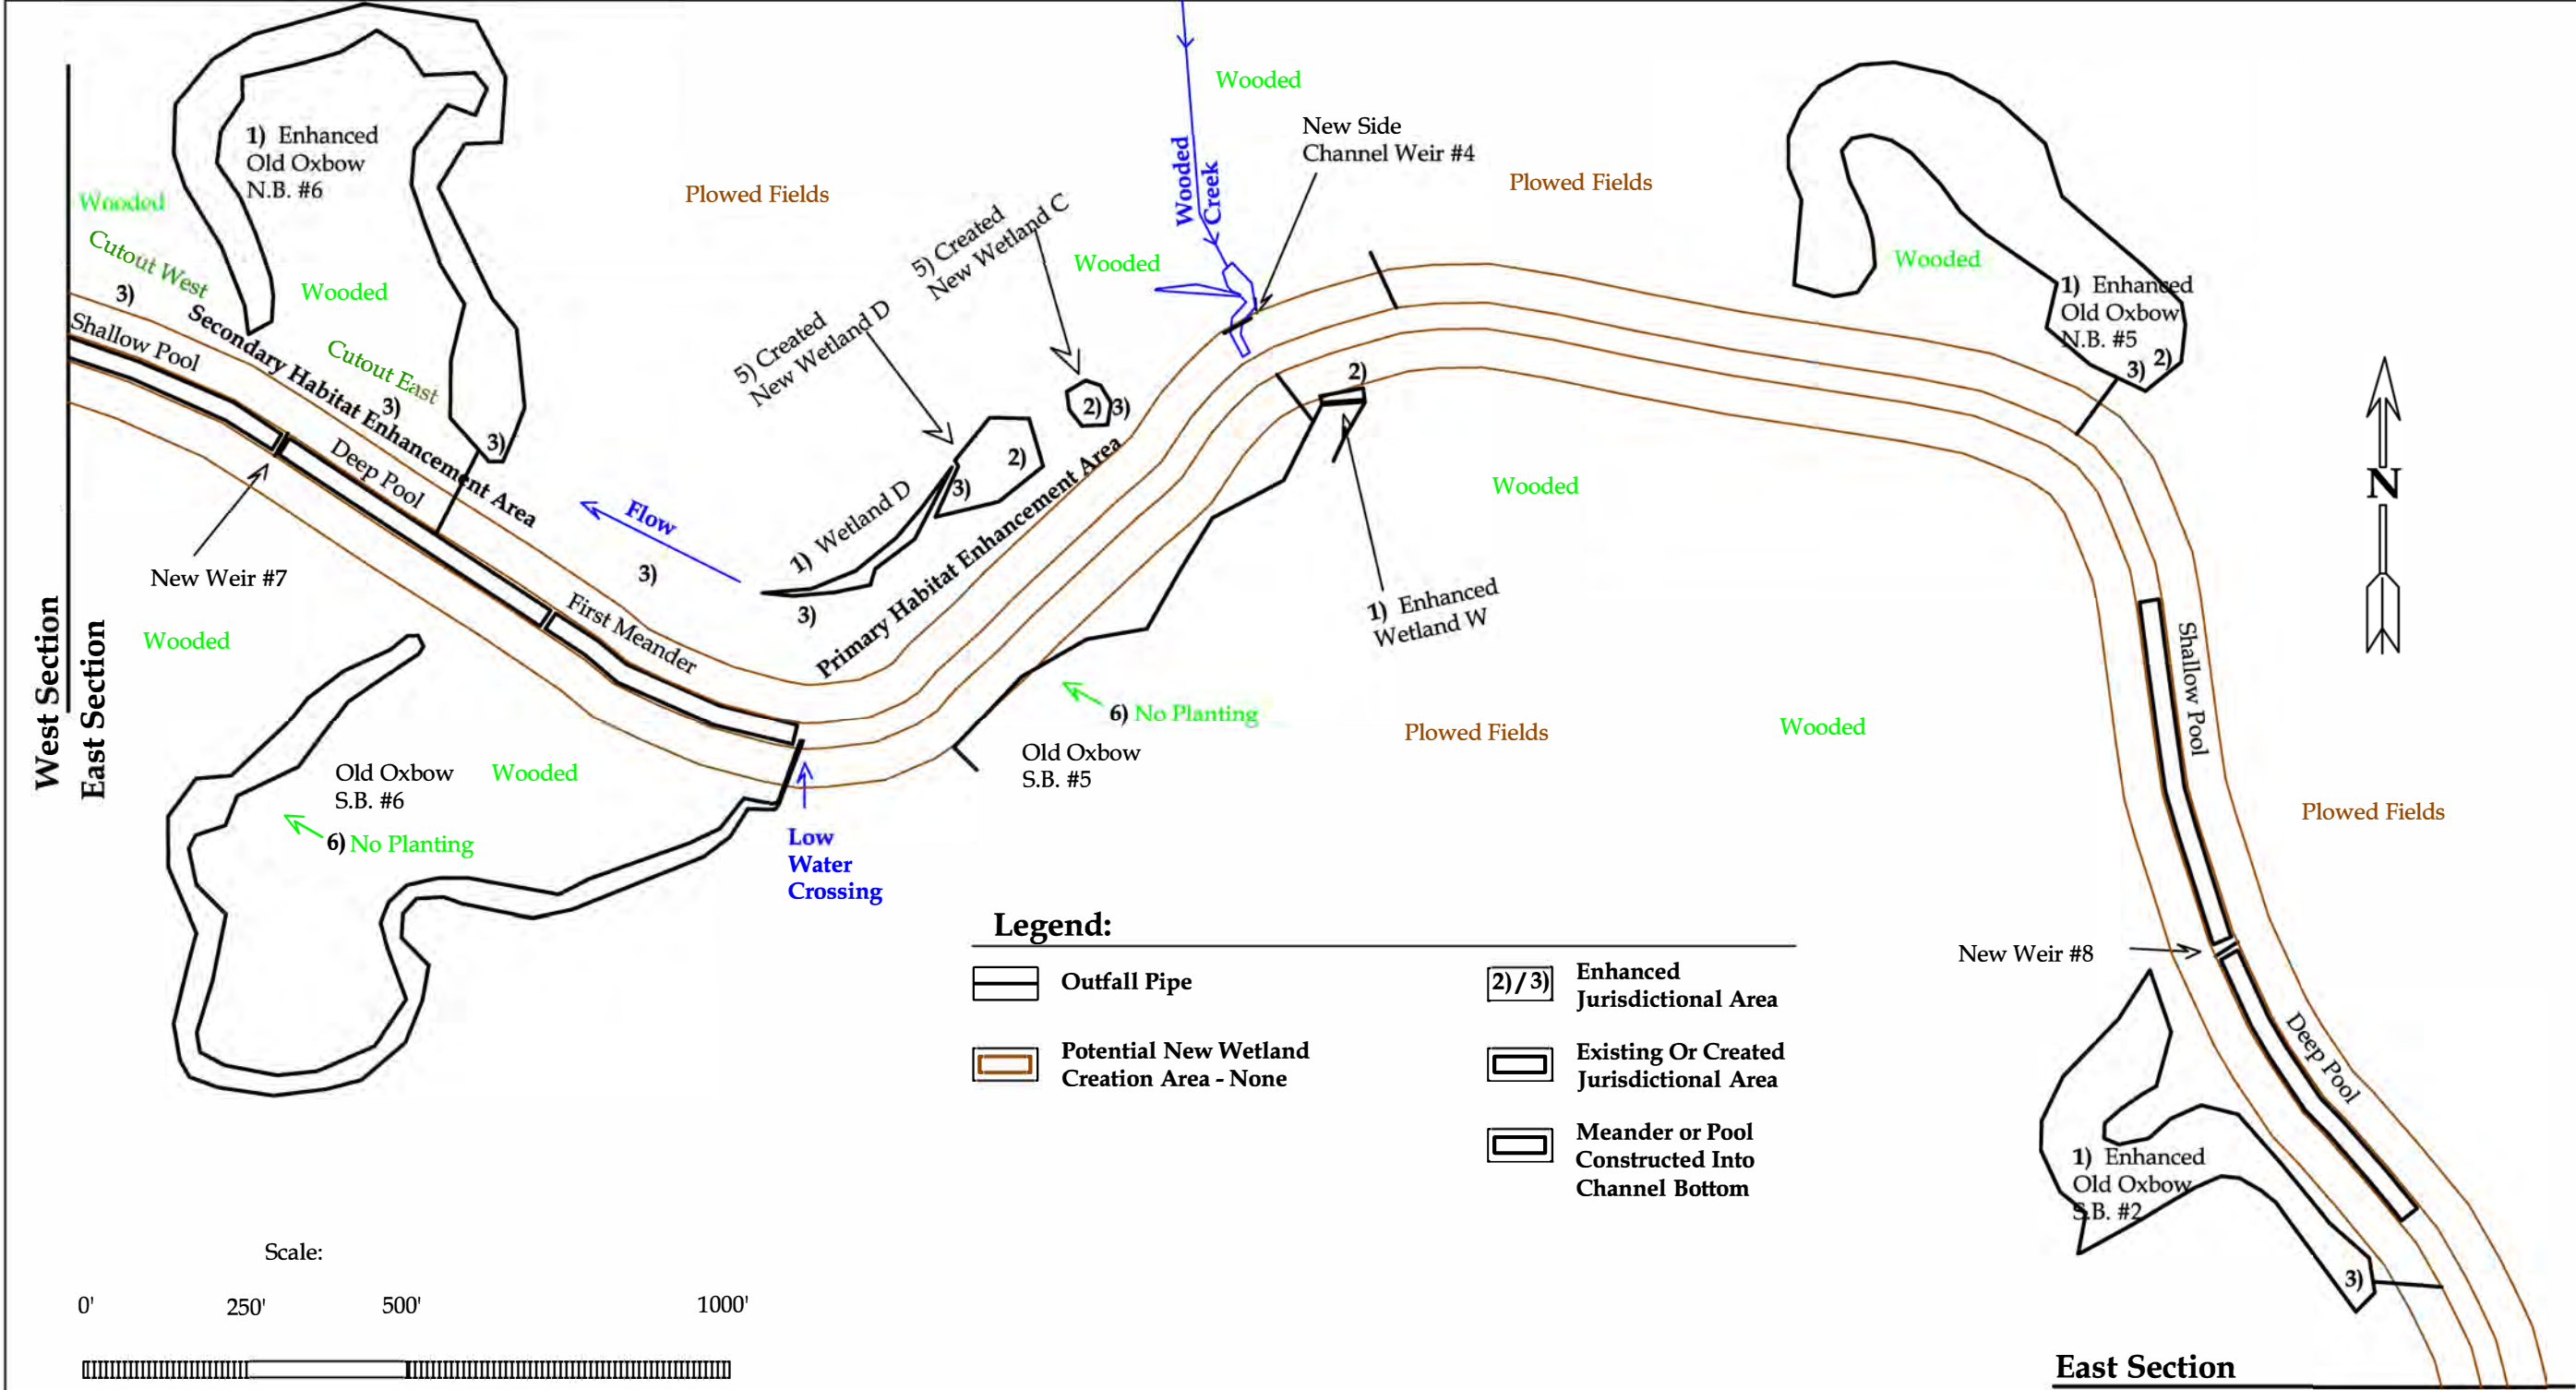 Wooded
1) Enhanced
Old Oxbow
N.B. #6
Wooded
Cutout West
3)
Wooded
Cutout East
3)
3)
Shallow Pool
Secondary Habitat Enhancement Area
Deep Pool
New Weir #7
First Meander
3)
Flow
Plowed Fields
5) Created
New Wetland D
5) Created
New Wetland C
Wooded
Wooded
Creek
Wooded
New Side
Channel Weir #4
Plowed Fields
2)
3)
2)
3)
1) Wetland D
3)
Primary Habitat Enhancement Area
2)
1) Enhanced
Wetland W
Wooded
Wooded
1) Enhanced
Old Oxbow
N.B. #5
3)
2)
N
West Section
East Section
Wooded
Old Oxbow
S.B. #6
Wooded
6) No Planting
Low
Water
Crossing
6) No Planting
Old Oxbow
S.B. #5
Plowed Fields
Wooded
Shallow Pool
Plowed Fields
New Weir #8
Deep Pool
1) Enhanced
Old Oxbow
S.B. #2
3)
Legend:
Outfall Pipe
Potential New Wetland
Creation Area - None
2)/3)
Enhanced
Jurisdictional Area
Existing Or Created
Jurisdictional Area
Meander or Pool
Constructed Into
Channel Bottom
Scale:
0' 250' 500' 1000'
East Section